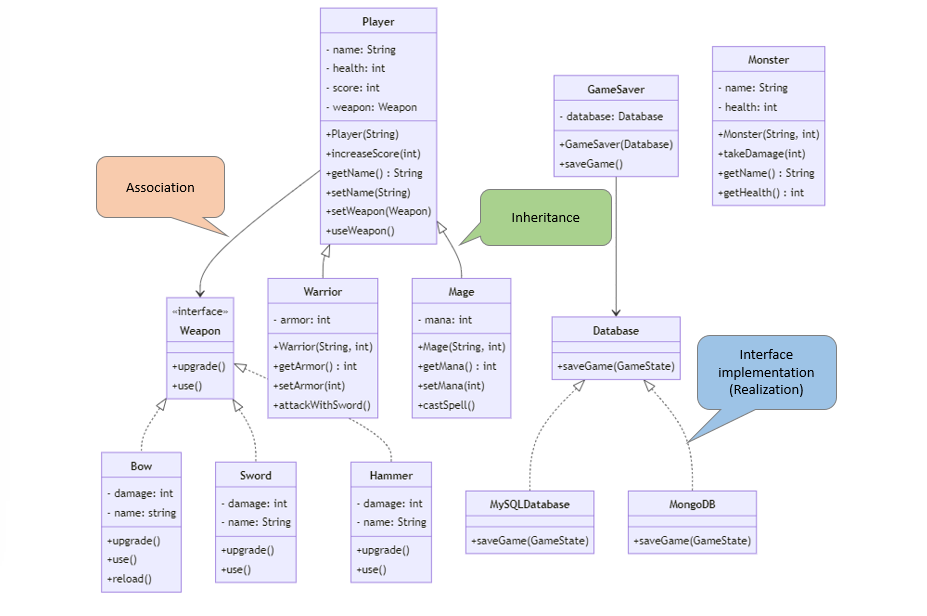 Player
- name: String
- health: int
- score: int
- weapon: Weapon
+Player(String)
+increaseScore(int)
+getName() : String
+setName(String)
+setWeapon(Weapon)
+useWeapon()
GameSaver
- database: Database
+GameSaver(Database)
+saveGame()
Monster
- name: String
- health: int
+Monster(String, int)
+takeDamage(int)
+getName() : String
+getHealth() : int
Association
Inheritance
«interface»
Weapon
+upgrade()
+use()
Warrior
- armor: int
+Warrior(String, int)
+getArmor() : int
+setArmor(int)
+attackWithSword()
Mage
- mana: int
+Mage(String, int)
+getMana() : int
+setMana(int)
+castSpell()
Database
+saveGame(GameState)
Interface
implementation
(Realization)
Bow
- damage: int
- name: string
+upgrade()
+use()
+reload()
Sword
- damage: int
- name: String
+upgrade()
+use()
Hammer
- damage: int
- name: String
+upgrade()
+use()
MySQLDatabase
+saveGame(GameState)
MongoDB
+saveGame(GameState)